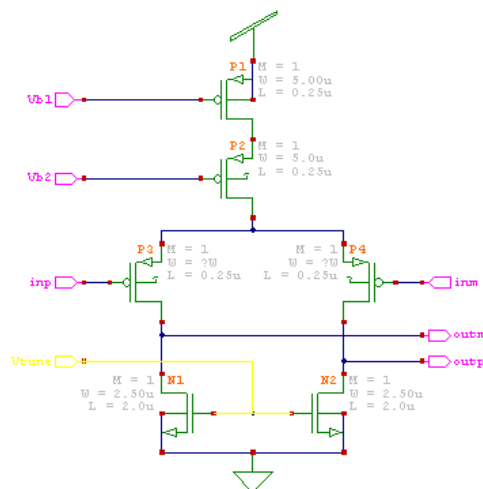 P1
M = 1
W = 5.00u
L = 0.25u
Vb1
P2
M = 1
W = 5.0u
L = 0.25u
Vb2
P3
M = 1
W = ?W
L = 0.25u
M = 1
W = ?W
L = 0.25u
P4
inp
inm
outm
Vtune
outp
M = 1
W = 2.50u
L = 2.0u
N1
N2
M = 1
W = 2.50u
L = 2.0u